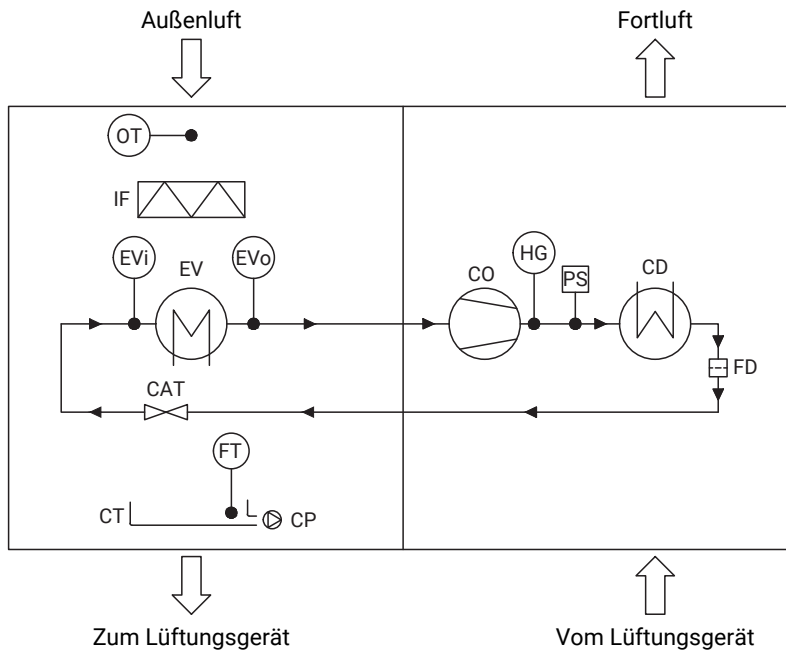 Außenluft
Fortluft
OT
IF
EVi
EV
EVo
CO
HG
PS
CD
FD
CAT
FT
CT
CP
Zum Lüftungsgerät
Vom Lüftungsgerät